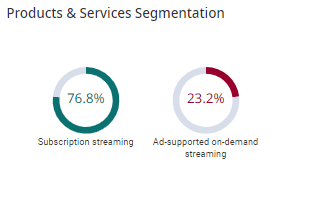 Products & Services Segmentation
76.8%
23.2%
Subscription streaming
Ad-supported on-demand
streaming